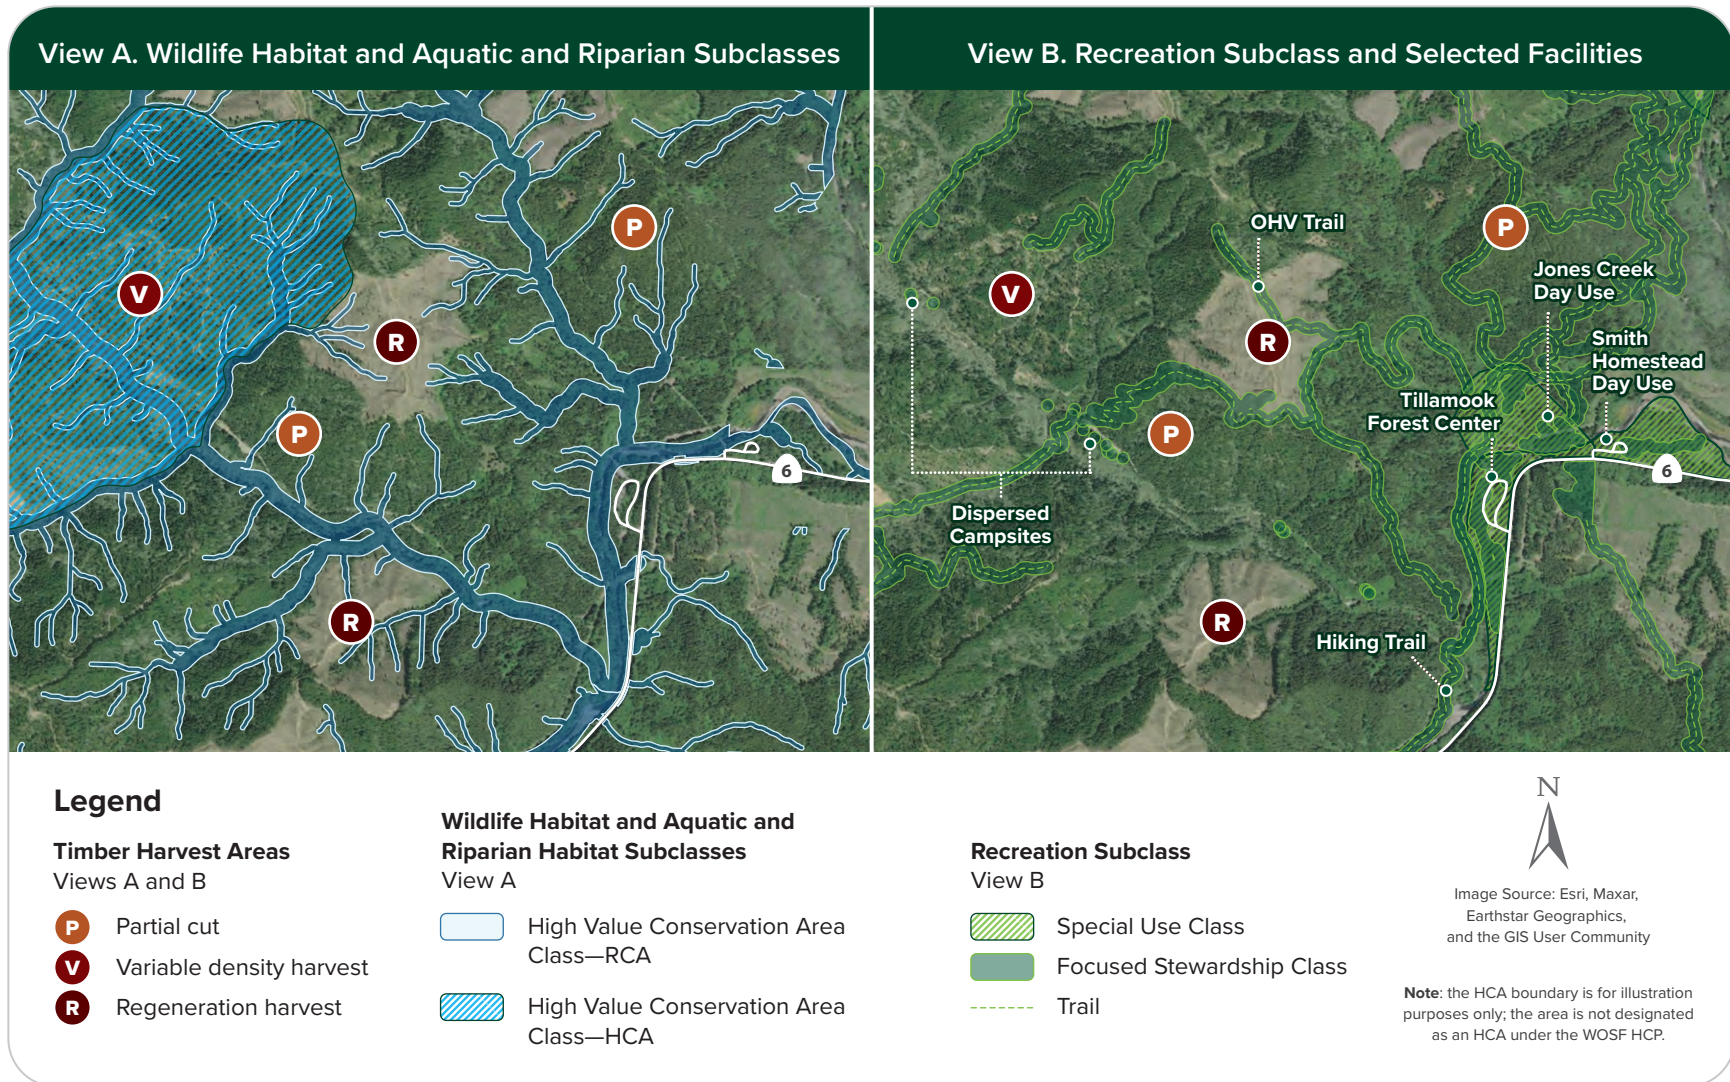 View A. Wildlife Habitat and Aquatic and Riparian Subclasses
View B. Recreation Subclass and Selected Facilities
P
V
R
P
R
6
OHV Trail
P
Jones Creek
Day Use
V
R
Smith
Homestead
Day Use
Tillamook
Forest Center
P
6
Dispersed
Campsites
R
Hiking Trail
Legend
Timber Harvest Areas
Views A and B
P Partial cut
V Variable density harvest
R Regeneration harvest
Wildlife Habitat and Aquatic and
Riparian Habitat Subclasses
View A
High Value Conservation Area
Class—RCA
High Value Conservation Area
Class—HCA
Recreation Subclass
View B
Special Use Class
Focused Stewardship Class
Trail
N
Image Source: Esri, Maxar,
Earthstar Geographics,
and the GIS User Community
Note: the HCA boundary is for illustration
purposes only; the area is not designated
as an HCA under the WOSF HCP.